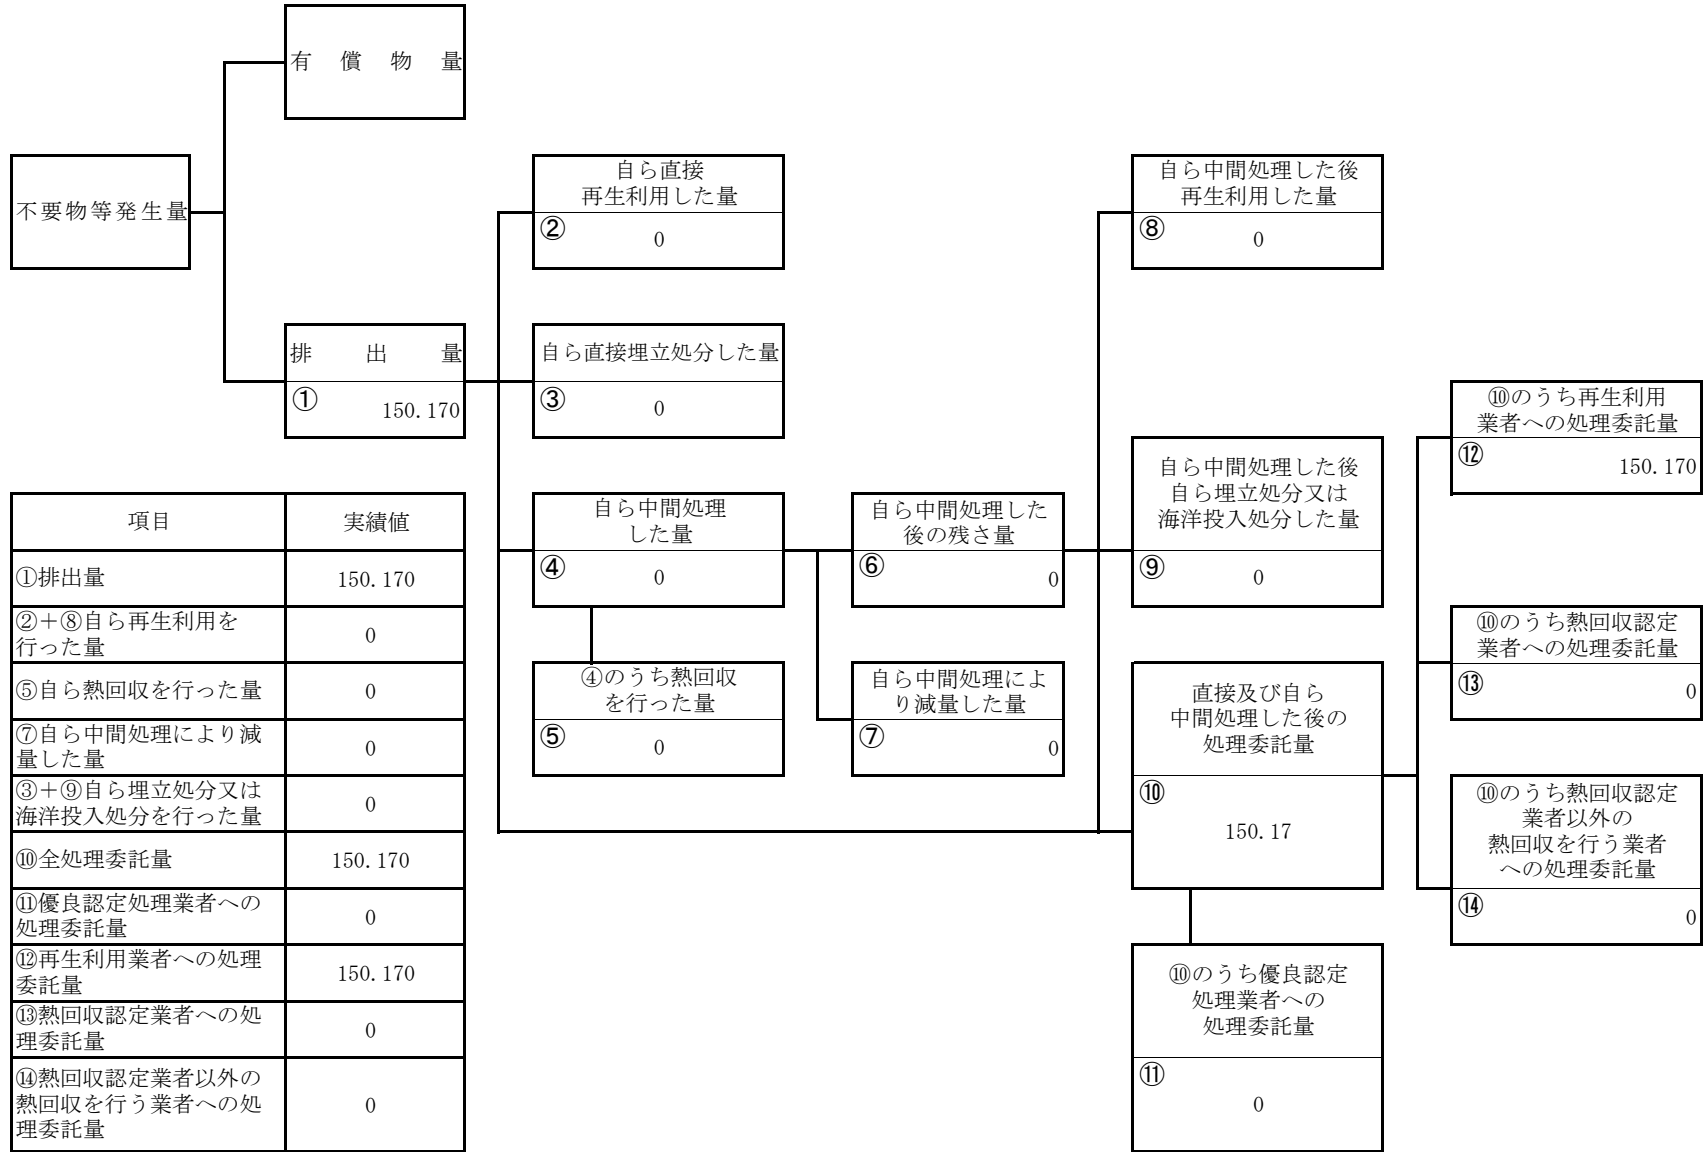 有償物量
不要物等発生量
排出量
①
150.170
自ら直接
再生利用した量
②
0
自ら直接埋立処分した量
③
0
自ら中間処理
した量
④
0
④のうち熱回収
を行った量
⑤
0
自ら中間処理した
後の残さ量
⑥
0
自ら中間処理によ
り減量した量
⑦
0
自ら中間処理した後
再生利用した量
⑧
0
自ら中間処理した後
自ら埋立処分又は
海洋投入処分した量
⑨
0
直接及び自ら
中間処理した後の
処理委託量
⑩
150.17
⑩のうち優良認定
処理業者への
処理委託量
⑪
0
⑩のうち再生利用
業者への処理委託量
⑫
150.170
⑩のうち熱回収認定
業者への処理委託量
⑬
0
⑩のうち熱回収認定
業者以外の
熱回収を行う業者
への処理委託量
⑭
0
項目 実績値
①排出量 150.170
②＋⑧自ら再生利用を
行った量 0
⑤自ら熱回収を行った量 0
⑦自ら中間処理により減
量した量 0
③＋⑨自ら埋立処分又は
海洋投入処分を行った量 0
⑩全処理委託量 150.170
⑪優良認定処理業者への
処理委託量 0
⑫再生利用業者への処理
委託量 150.170
⑬熱回収認定業者への処
理委託量 0
⑭熱回収認定業者以外の
熱回収を行う業者への処
理委託量 0